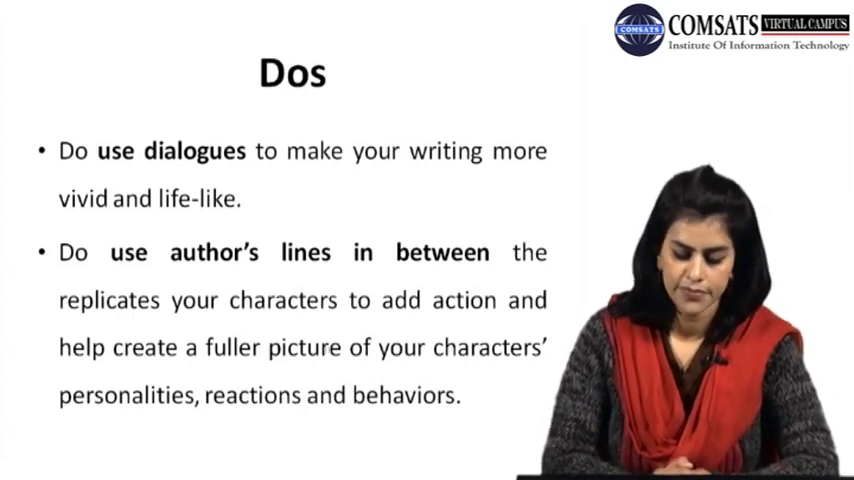 COMSATS VIRTUAL CAMPUS
COMSATS
Institute Of Information Technology
Dos
• Do use dialogues to make your writing more
vivid and life-like.
• Do use author's lines in between the
replicates your characters to add action and
help create a fuller picture of your characters'
personalities, reactions and behaviors.